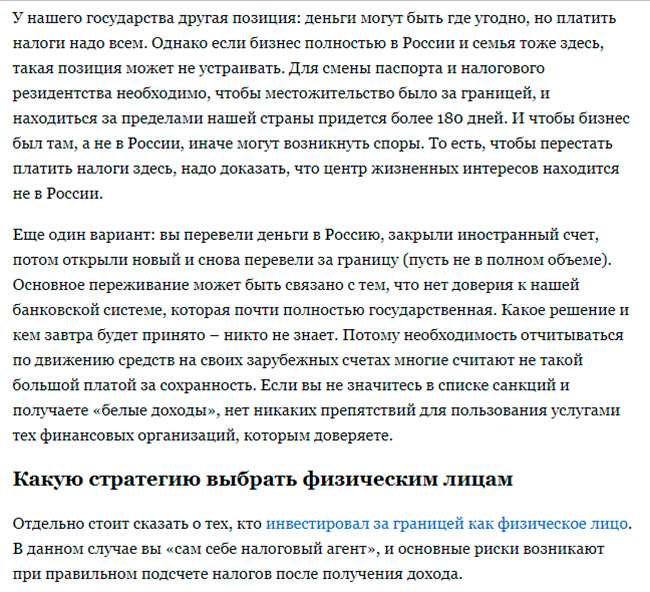 У нашего государства другая позиция: деньги могут быть где угодно, но платить
налоги надо всем. Однако если бизнес полностью в России и семья тоже здесь,
такая позиция может не устраивать. Для смены паспорта и налогового
резидентства необходимо, чтобы местожительство было за границей, и
находиться за пределами нашей страны придется более 180 дней. И чтобы бизнес
был там, а не в России, иначе могут возникнуть споры. То есть, чтобы перестать
платить налоги здесь, надо доказать, что центр жизненных интересов находится
не в России.
Еще один вариант: вы перевели деньги в Россию, закрыли иностранный счет,
потом открыли новый и снова перевели за границу (пусть не в полном объеме).
Основное переживание может быть связано с тем, что нет доверия к нашей
банковской системе, которая почти полностью государственная. Какое решение и
кем завтра будет принято – никто не знает. Потому необходимость отчитываться
по движению средств на своих зарубежных счетах многие считают не такой
большой платой за сохранность. Если вы не значитесь в списке санкций и
получаете «белые доходы», нет никаких препятствий для пользования услугами
тех финансовых организаций, которым доверяете.
Какую стратегию выбрать физическим лицам
Отдельно стоит сказать о тех, кто инвестировал за границей как физическое лицо.
В данном случае вы «сам себе налоговый агент», и основные риски возникают
при правильном подсчете налогов после получения дохода.